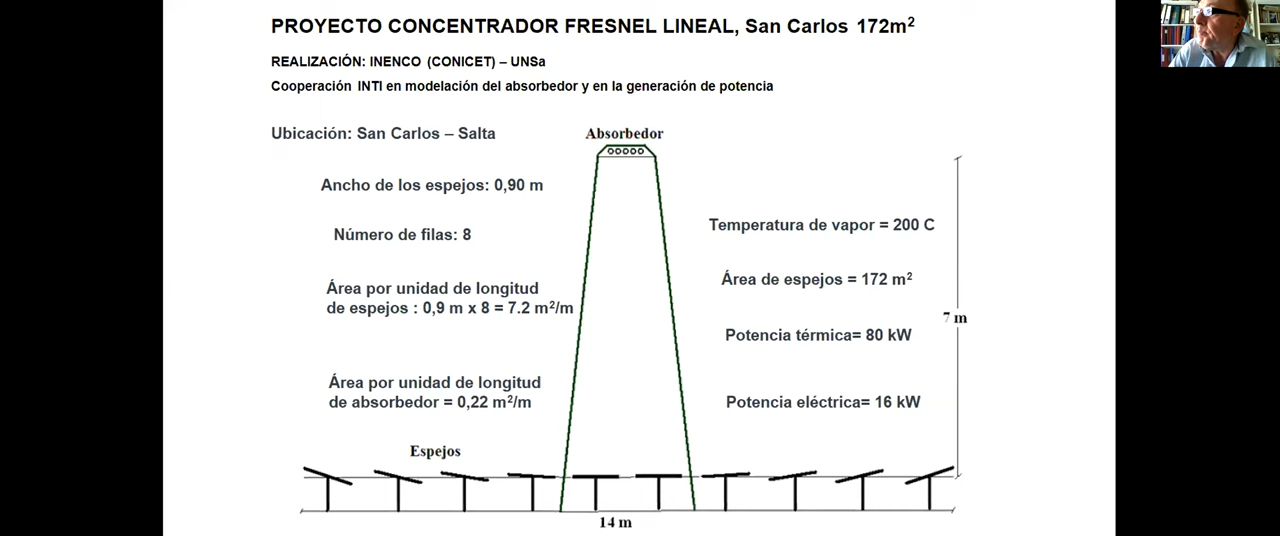 PROYECTO CONCENTRADOR FRESNEL LINEAL, San Carlos 172m²
REALIZACIÓN: INENCO (CONICET) – UNSa
Cooperación INTI en modelación del absorbedor y en la generación de potencia
Ubicación: San Carlos – Salta
Absorbedor
Ancho de los espejos: 0,90 m
Número de filas: 8
Área por unidad de longitud
de espejos : 0,9 m x 8 = 7.2 m²/m
Área por unidad de longitud
de absorbedor = 0,22 m²/m
Temperatura de vapor = 200 C
Área de espejos = 172 m²
7 m
Potencia térmica= 80 kW
Potencia eléctrica= 16 kW
Espejos
14 m